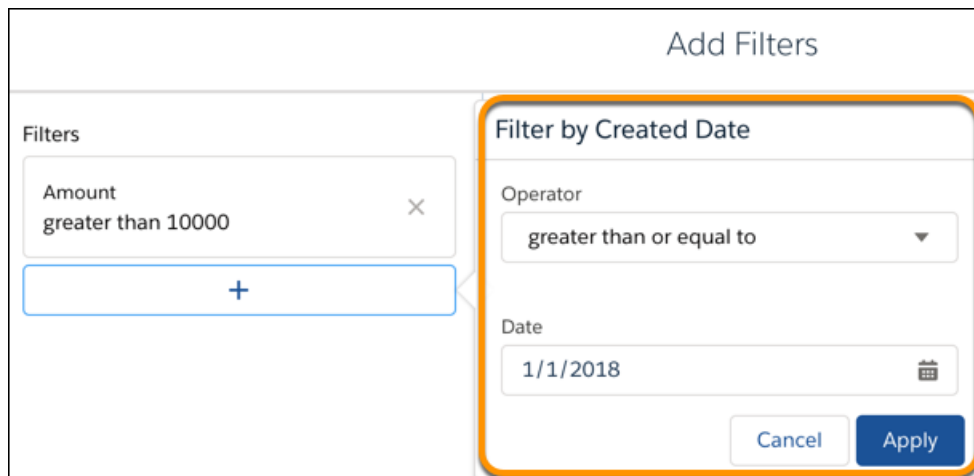 Add Filters
Filters
Amount
greater than 10000
+
Filter by Created Date
Operator
greater than or equal to
Date
1/1/2018
Cancel
Apply